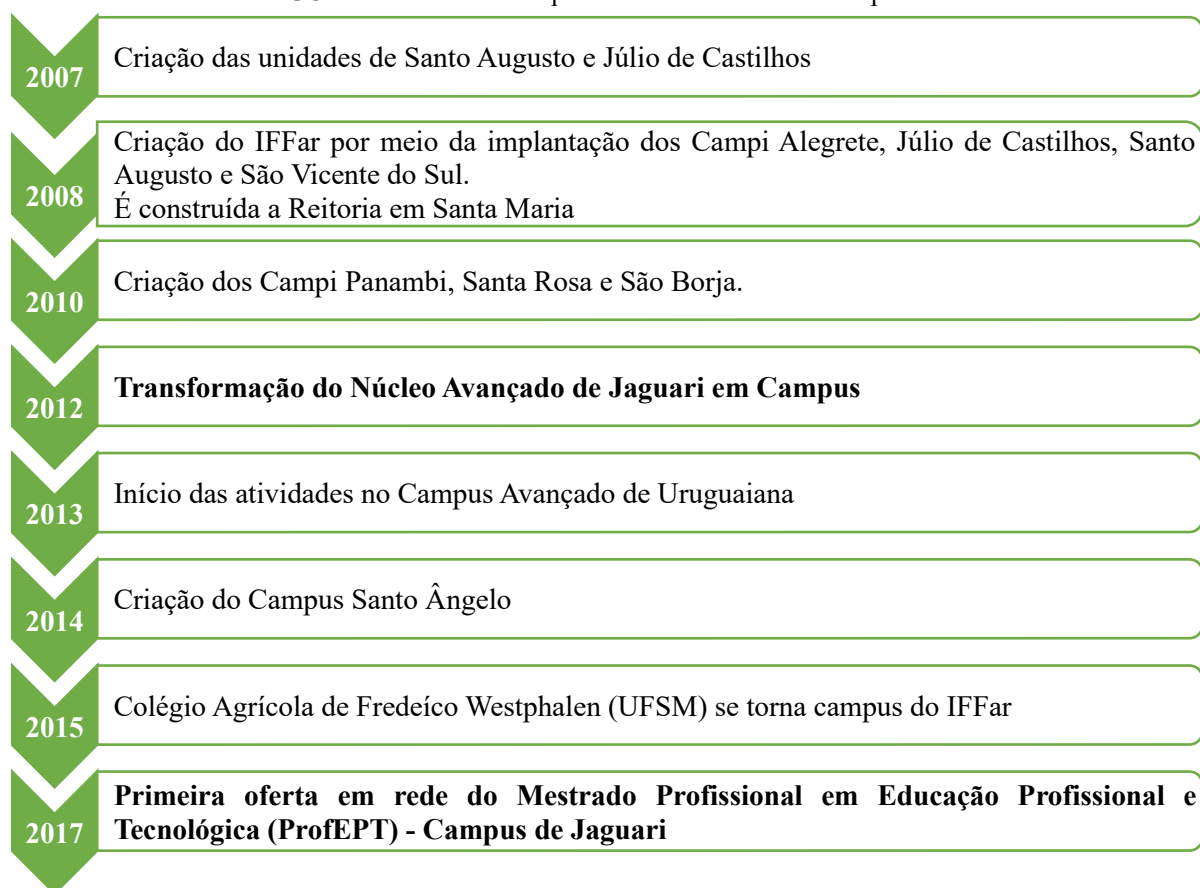 2007
Criação das unidades de Santo Augusto e Júlio de Castilhos
2008
Criação do IFFar por meio da implantação dos Campi Alegrete, Júlio de Castilhos, Santo
Augusto e São Vicente do Sul.
É construída a Reitoria em Santa Maria
2010
Criação dos Campi Panambi, Santa Rosa e São Borja.
2012
Transformação do Núcleo Avançado de Jaguari em Campus
2013
Início das atividades no Campus Avançado de Uruguaiana
2014
Criação do Campus Santo Ângelo
2015
Colégio Agrícola de Fredeíco Westphalen (UFSM) se torna campus do IFFar
2017
Primeira oferta em rede do Mestrado Profissional em Educação Profissional e
Tecnológica (ProfEPT) - Campus de Jaguari